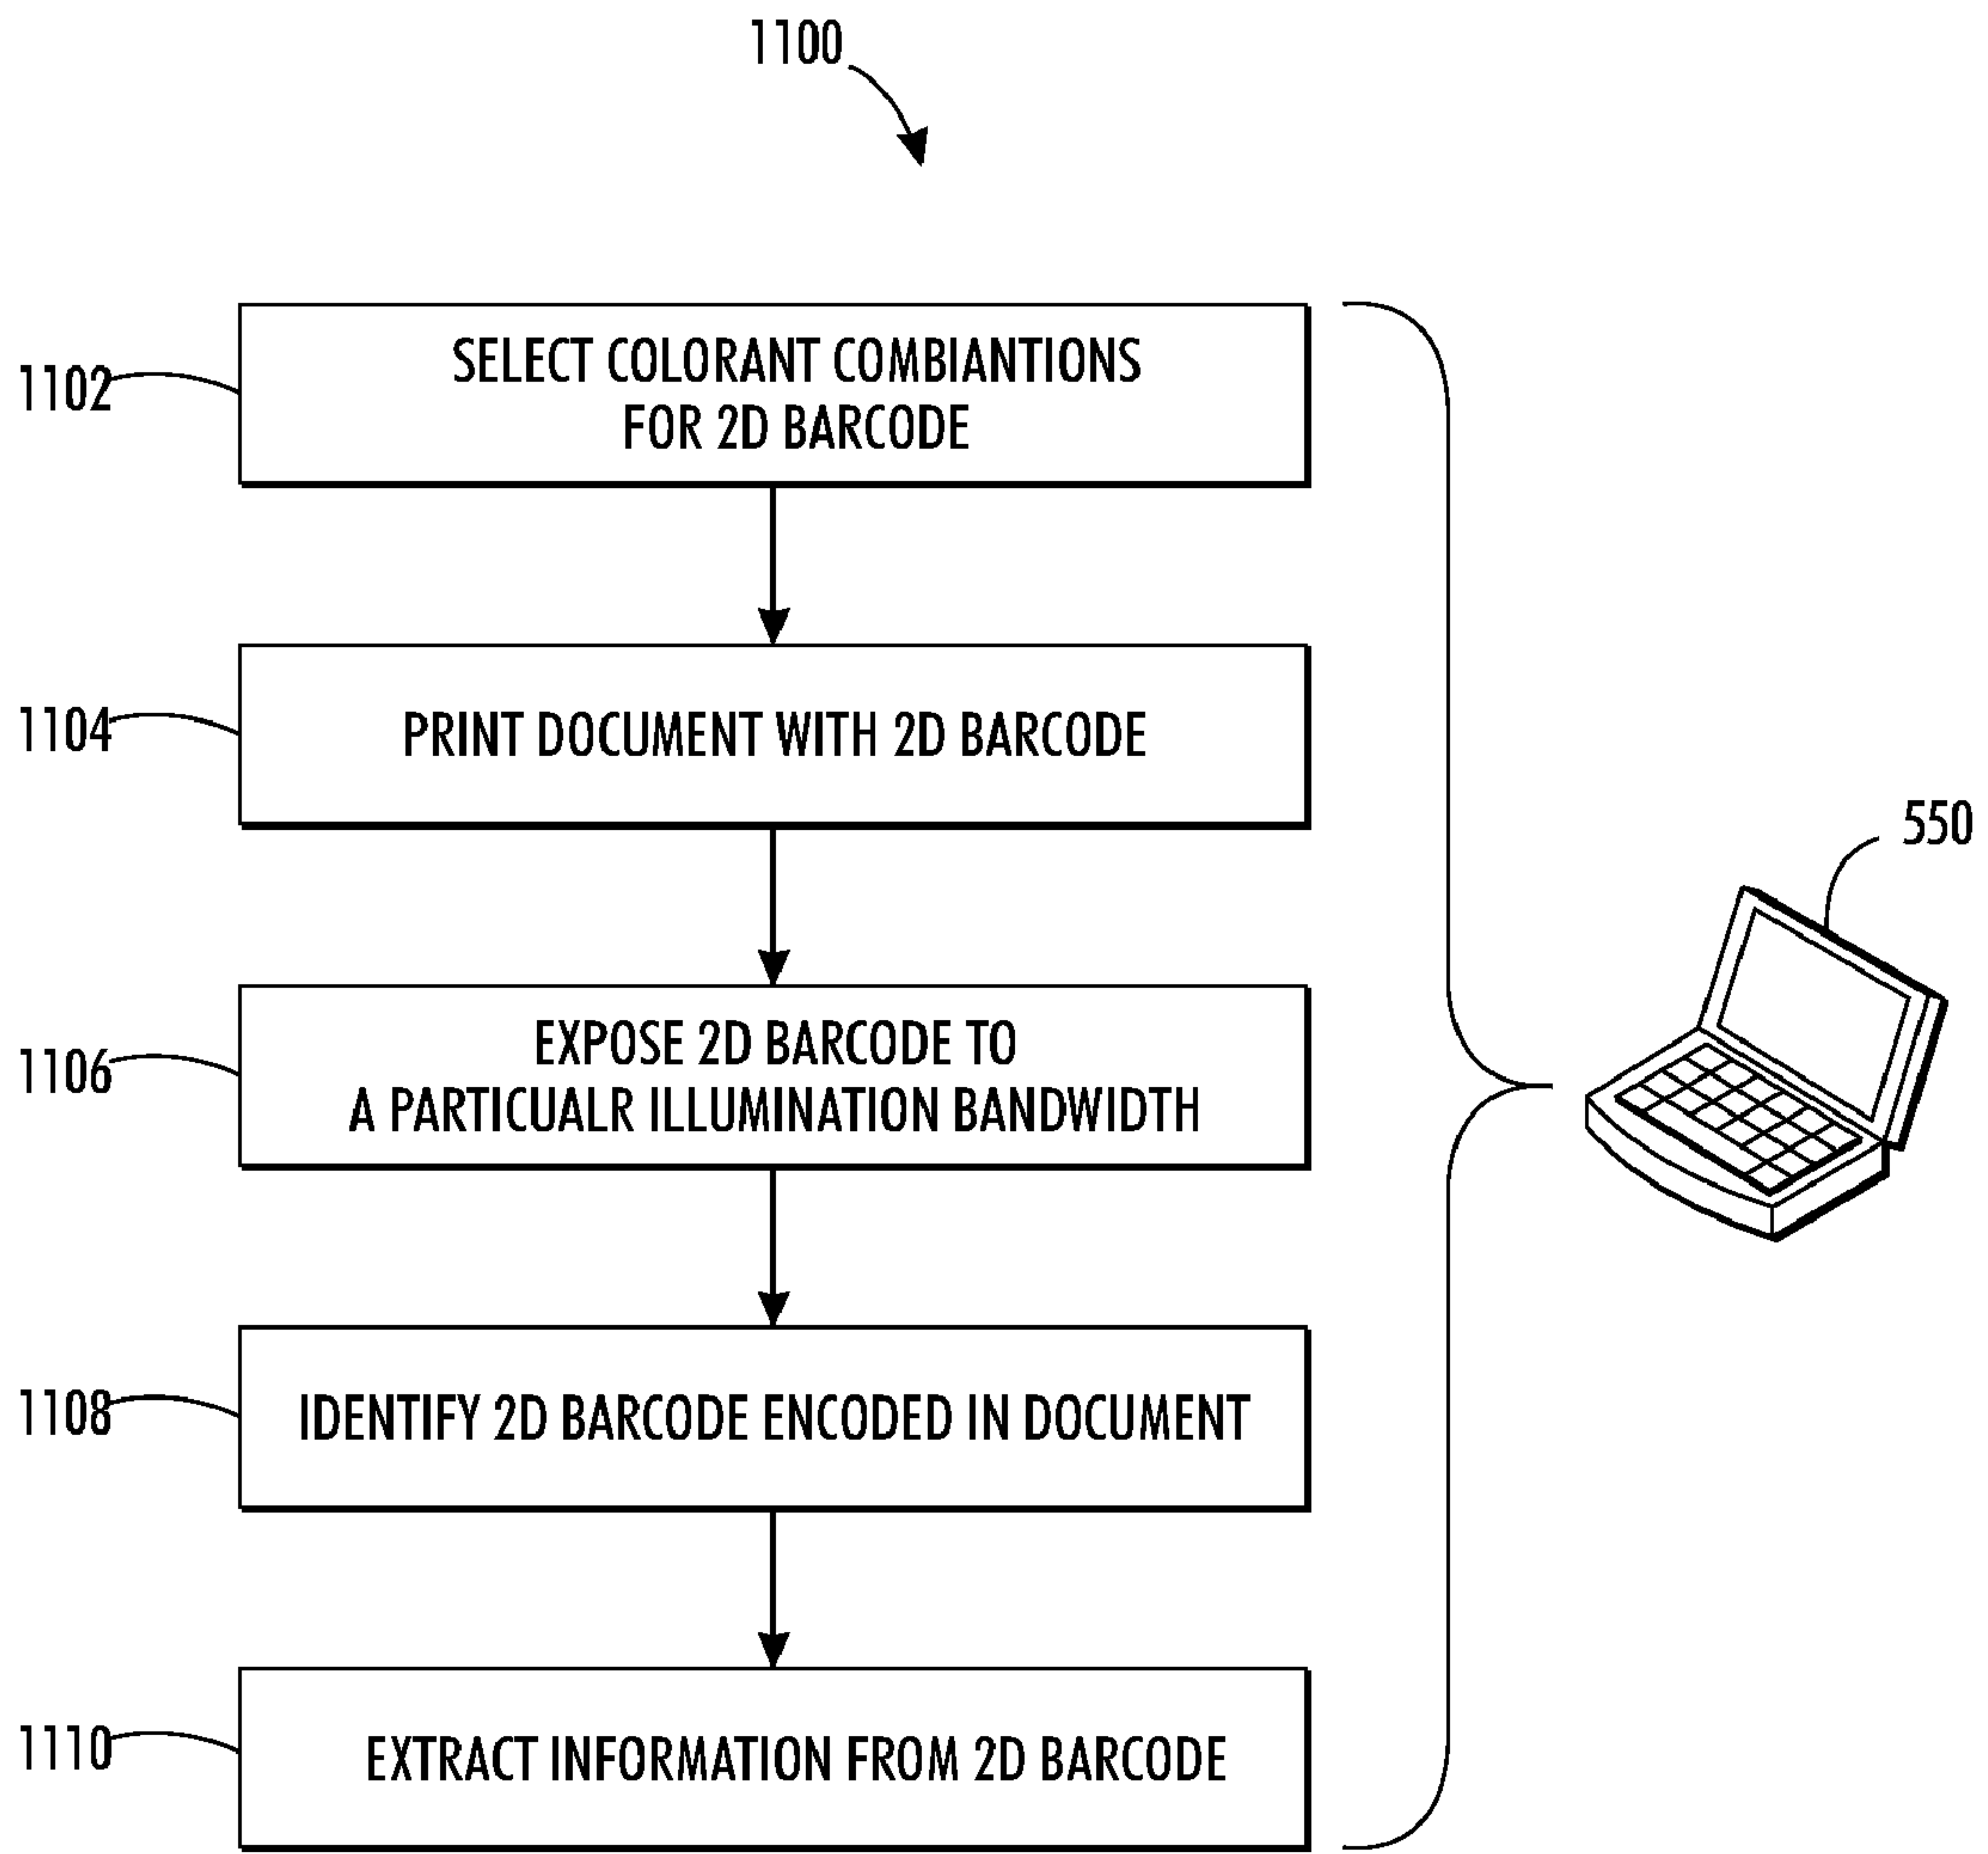 1100
1102
SELECT COLORANT COMBIANTIONS
FOR 2D BARCODE
1104
PRINT DOCUMENT WITH 2D BARCODE
550
1106
EXPOSE 2D BARCODE TO
A PARTICUALR ILLUMINATION BANDWIDTH
1108
IDENTIFY 2D BARCODE ENCODED IN DOCUMENT
1110
EXTRACT INFORMATION FROM 2D BARCODE